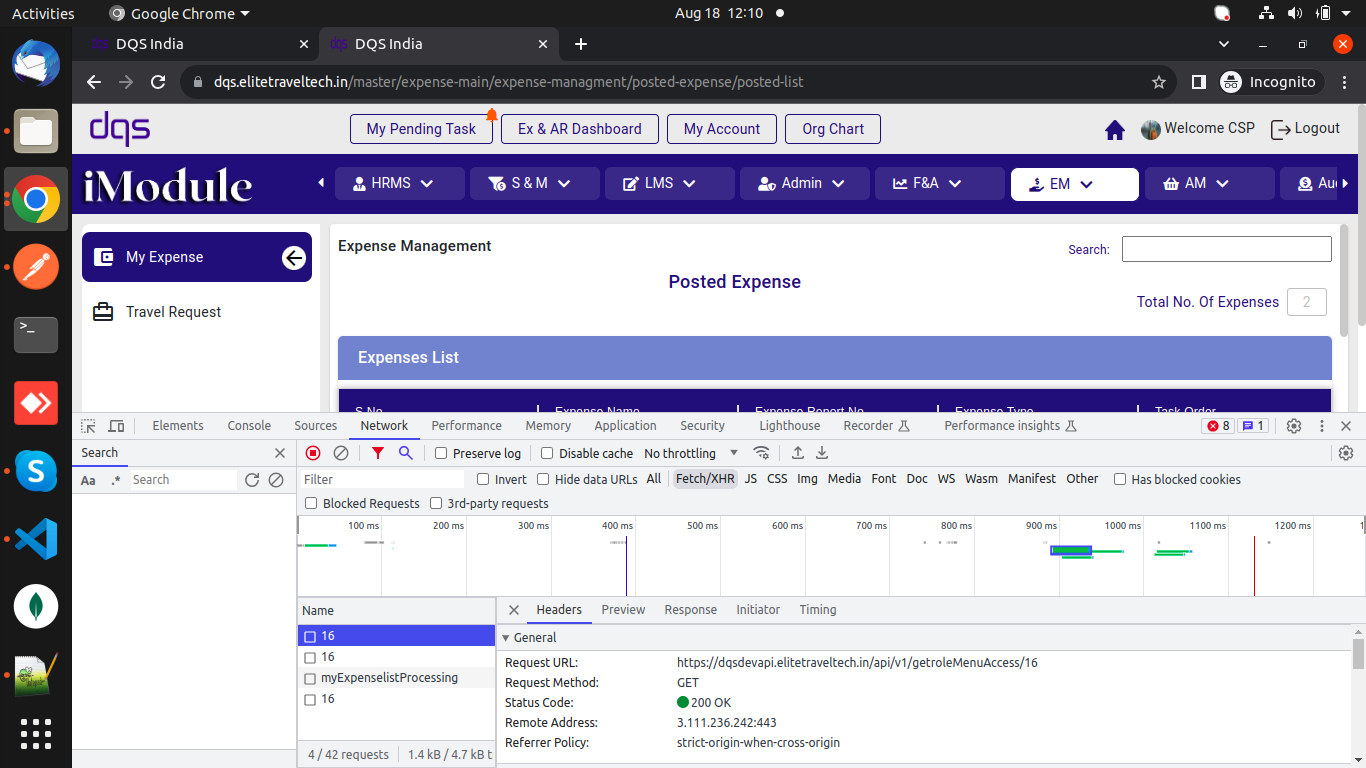 Activities
Google Chrome
Aug 18 12:10
dqs DQS India
dqs DQS India
dqs.elitetraveltech.in/master/expense-main/expense-managment/posted-expense/posted-list
Incognito
dqs
My Pending Task
Ex & AR Dashboard
My Account
Org Chart
Welcome CSP
Logout
iModule
HRMS
S & M
LMS
Admin
F&A
EM
AM
Au
My Expense
Travel Request
Expense Management
Search:
Posted Expense
Total No. Of Expenses 2
Expenses List
S.No
Expense Name
Expense Report No
Expense Type
Task Order
Elements Console Sources Network Performance Memory Application Security Lighthouse Recorder Performance insights 8 1
Search
Aa .* Search
Preserve log Disable cache No throttling
Filter Invert Hide data URLs All Fetch/XHR JS CSS Img Media Font Doc WS Wasm Manifest Other Has blocked cookies
Blocked Requests 3rd-party requests
100 ms 200 ms 300 ms 400 ms 500 ms 600 ms 700 ms 800 ms 900 ms 1000 ms 1100 ms 1200 ms 1
Name
16
16
myExpenselistProcessing
16
4 / 42 requests 1.4 kB / 4.7 kB t
Headers Preview Response Initiator Timing
General
Request URL: https://dqsdevapi.elitetraveltech.in/api/v1/getroleMenuAccess/16
Request Method: GET
Status Code: 200 OK
Remote Address: 3.111.236.242:443
Referrer Policy: strict-origin-when-cross-origin